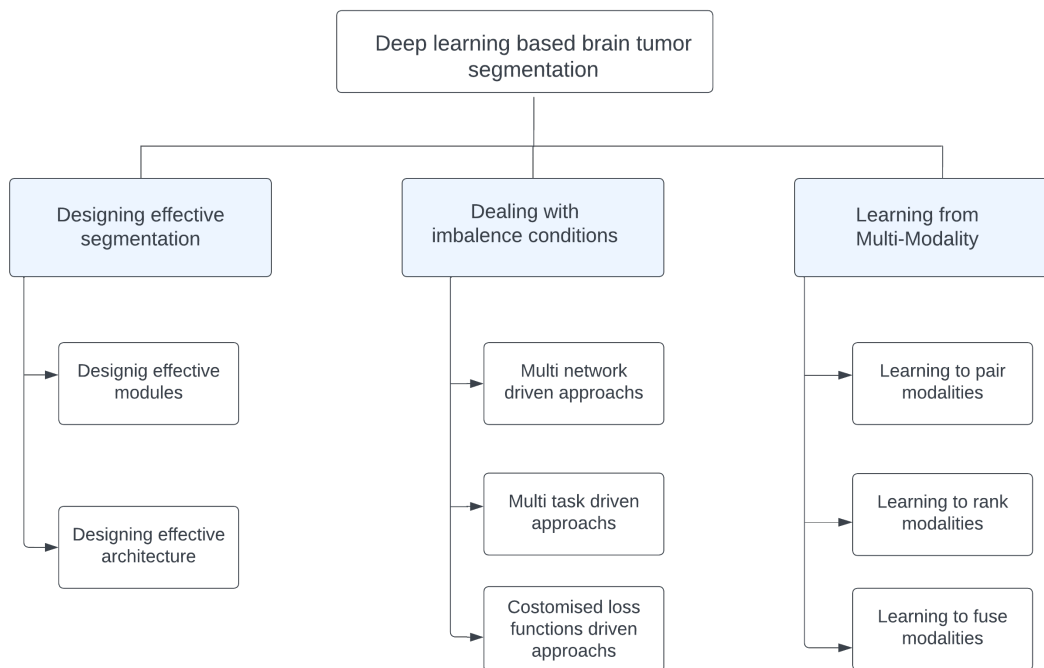 Deep learning based brain tumor
segmentation
Designing effective
segmentation
Designig effective
modules
Designing effective
architecture
Dealing with
imbalence conditions
Multi network
driven approachs
Multi task driven
approachs
Costomised loss
functions driven
approachs
Learning from
Multi-Modality
Learning to pair
modalities
Learning to rank
modalities
Learning to fuse
modalities